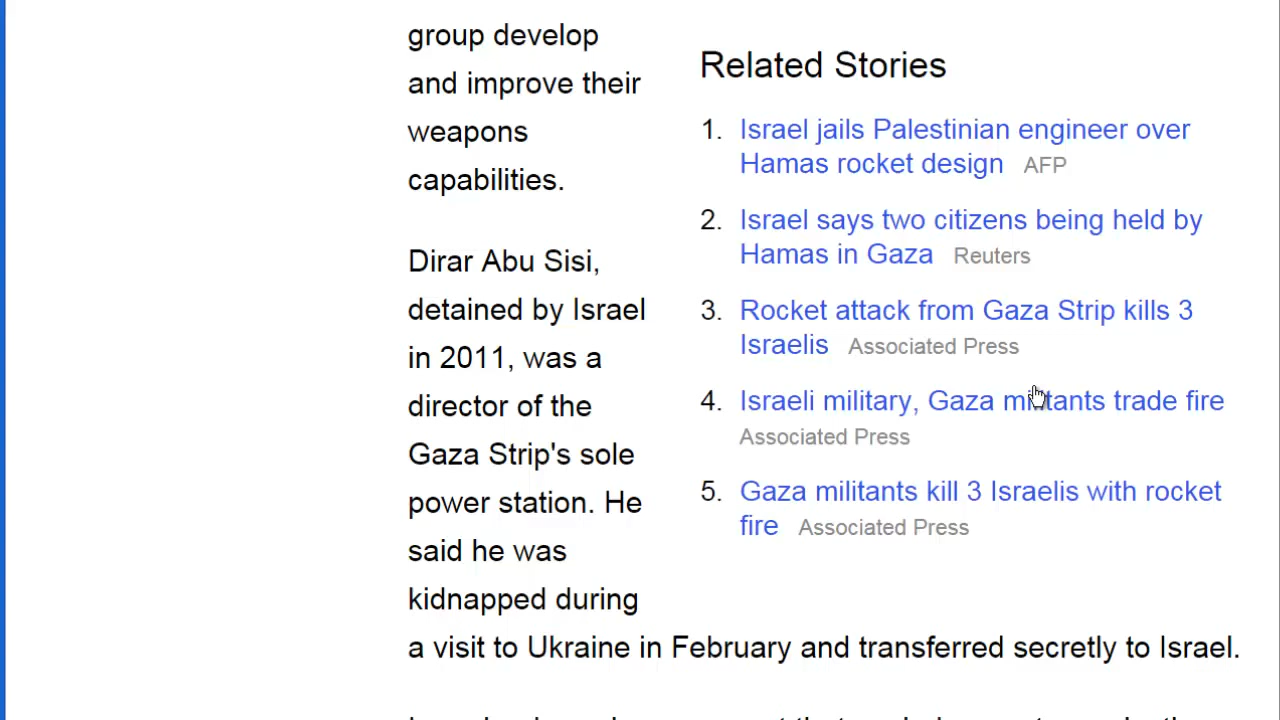 group develop
and improve their
weapons
capabilities.
Dirar Abu Sisi,
detained by Israel
in 2011, was a
director of the
Gaza Strip's sole
power station. He
said he was
kidnapped during
a visit to Ukraine in February and transferred secretly to Israel.
Related Stories
1. Israel jails Palestinian engineer over
Hamas rocket design AFP
2. Israel says two citizens being held by
Hamas in Gaza Reuters
3. Rocket attack from Gaza Strip kills 3
Israelis Associated Press
4. Israeli military, Gaza militants trade fire
Associated Press
5. Gaza militants kill 3 Israelis with rocket
fire Associated Press